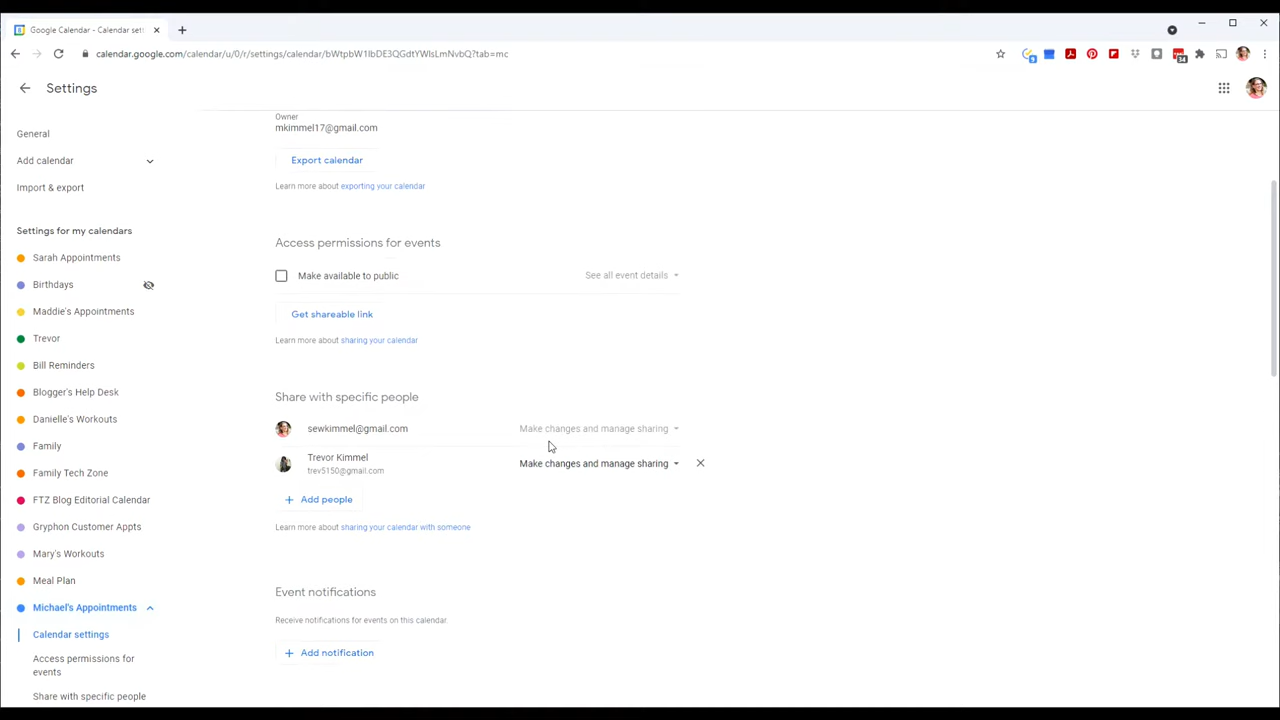 Google Calendar - Calendar sett
calendar.google.com/calendar/u/0/r/settings/calendar/bWtpbW1lbDE3QGdtYWlsLmNvbQ?tab=mc
Settings
General
Add calendar
Import & export
Settings for my calendars
Sarah Appointments
Birthdays
Maddie's Appointments
Trevor
Bill Reminders
Blogger's Help Desk
Danielle's Workouts
Family
Family Tech Zone
FTZ Blog Editorial Calendar
Gryphon Customer Appts
Mary's Workouts
Meal Plan
Michael's Appointments
Calendar settings
Access permissions for
events
Share with specific people
Owner
mkimmel17@gmail.com
Export calendar
Learn more about exporting your calendar
Access permissions for events
Make available to public
See all event details
Get shareable link
Learn more about sharing your calendar
Share with specific people
sewkimmel@gmail.com
Make changes and manage sharing
Trevor Kimmel
trev5150@gmail.com
Make changes and manage sharing
Add people
Learn more about sharing your calendar with someone
Event notifications
Receive notifications for events on this calendar.
Add notification